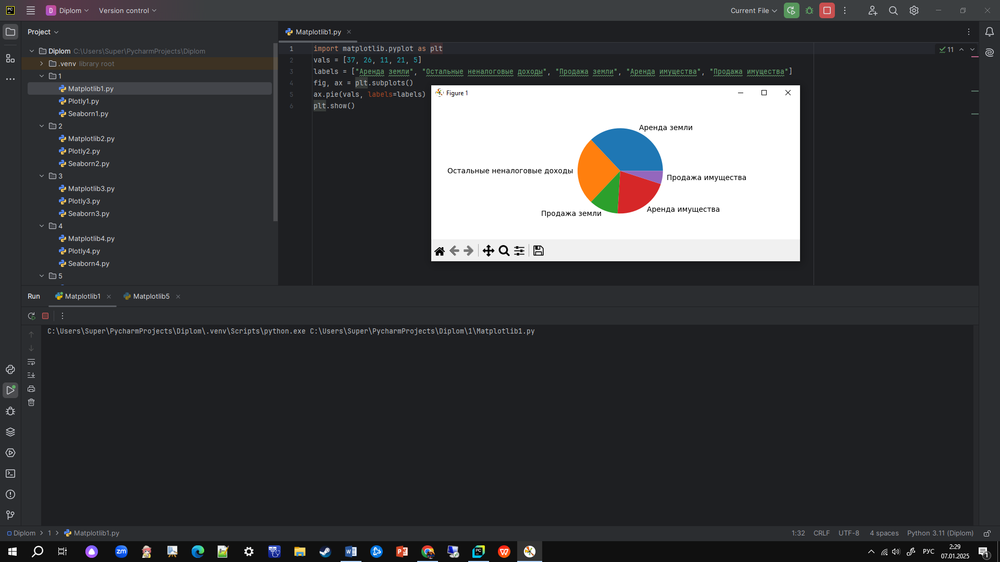 PC
D Diplom Version control Current File
Project
Diplom C:\Users\Super\PycharmProjects\Diplom
.venv library root
1
Matplotlib1.py
Plotly1.py
Seaborn1.py
2
Matplotlib2.py
Plotly2.py
Seaborn2.py
3
Matplotlib3.py
Plotly3.py
Seaborn3.py
4
Matplotlib4.py
Plotly4.py
Seaborn4.py
5
Matplotlib1.py
11
1 import matplotlib.pyplot as plt
2 vals = [37, 26, 11, 21, 5]
3 labels = ["Аренда земли", "Остальные неналоговые доходы", "Продажа земли", "Аренда имущества", "Продажа имущества"]
4 fig, ax = plt.subplots()
5 ax.pie(vals, labels=labels)
6 plt.show()
Figure 1
Аренда земли
Остальные неналоговые доходы
Продажа имущества
Аренда имущества
Продажа земли
Run Matplotlib1 Matplotlib5
C:\Users\Super\PycharmProjects\Diplom\.venv\Scripts\python.exe C:\Users\Super\PycharmProjects\Diplom\1\Matplotlib1.py
Diplom 1 Matplotlib1.py 1:32 CRLF UTF-8 4 spaces Python 3.11 (Diplom)
zm W P PC W РУС 2:29
07.01.2025 1